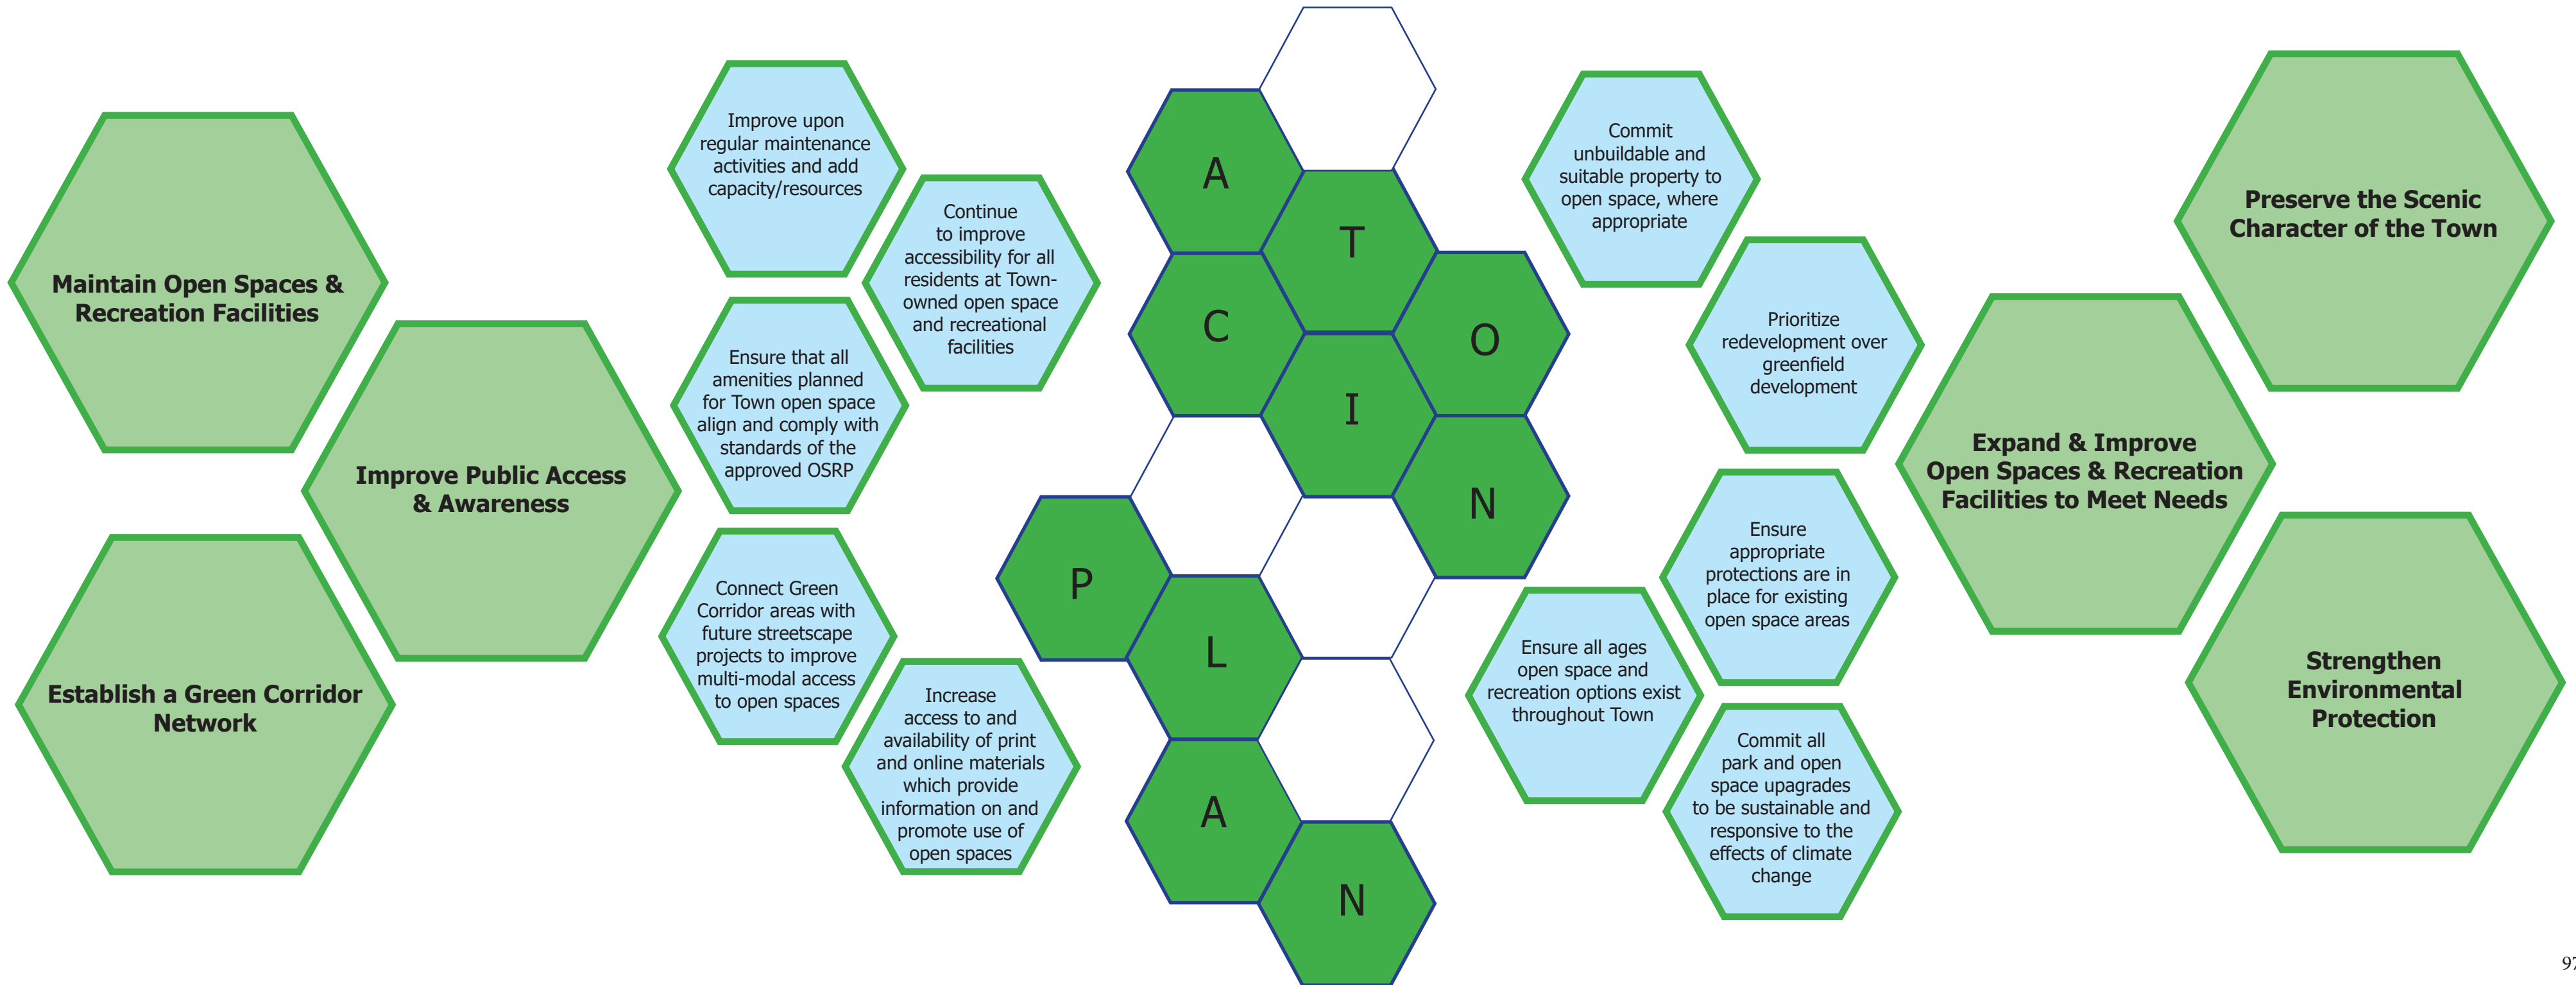 Maintain Open Spaces &
Recreation Facilities
Improve Public Access
& Awareness
Establish a Green Corridor
Network
Improve upon
regular maintenance
activities and add
capacity/resources
Continue
to improve
accessibility for all
residents at Town-
owned open space
and recreational
facilities
Ensure that all
amenities planned
for Town open space
align and comply with
standards of the
approved OSRP
Connect Green
Corridor areas with
future streetscape
projects to improve
multi-modal access
to open spaces
Increase
access to and
availability of print
and online materials
which provide
information on and
promote use of
open spaces
A
C
T
I
O
N
P
L
A
N
Commit
unbuildable and
suitable property to
open space, where
appropriate
Prioritize
redevelopment over
greenfield
development
Ensure
appropriate
protections are in
place for existing
open space areas
Ensure all ages
open space and
recreation options exist
throughout Town
Commit all
park and open
space upagrades
to be sustainable and
responsive to the
effects of climate
change
Preserve the Scenic
Character of the Town
Expand & Improve
Open Spaces & Recreation
Facilities to Meet Needs
Strengthen
Environmental
Protection
97